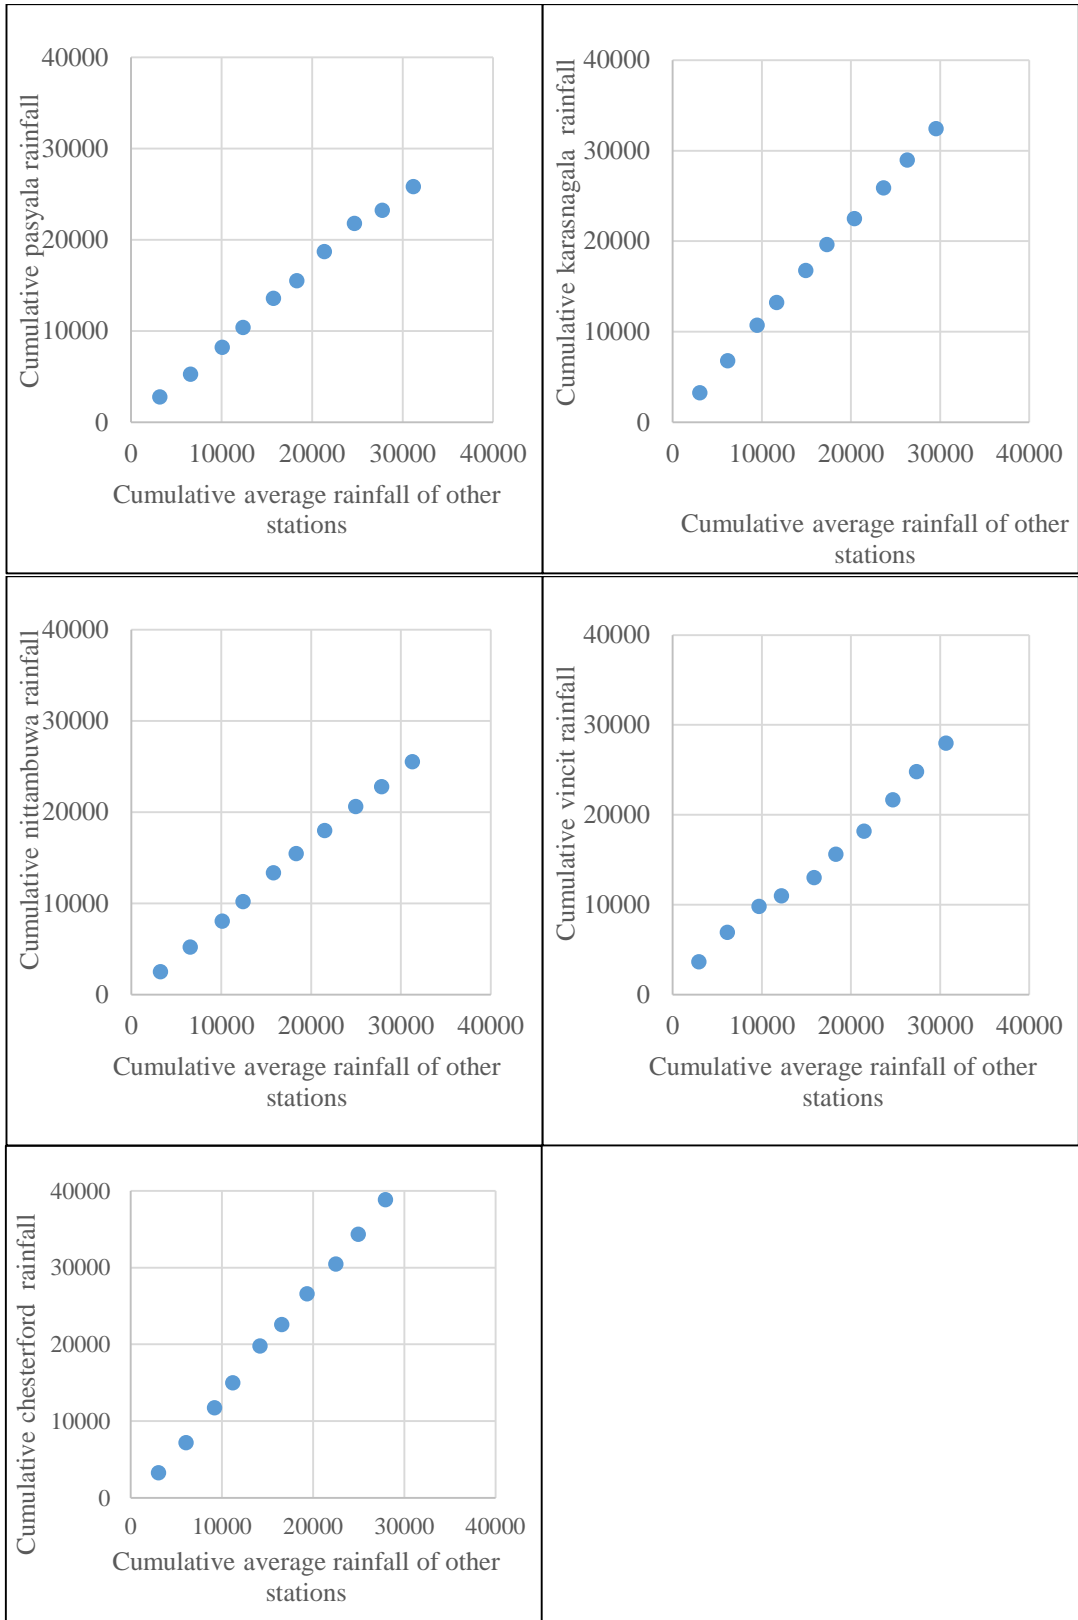 Cumulative pasyala rainfall
40000
30000
20000
10000
0
0 10000 20000 30000 40000
Cumulative average rainfall of other
stations
Cumulative karasnagala rainfall
40000
30000
20000
10000
0
0 10000 20000 30000 40000
Cumulative average rainfall of other
stations
Cumulative nittambuwa rainfall
40000
30000
20000
10000
0
0 10000 20000 30000 40000
Cumulative average rainfall of other
stations
Cumulative vincit rainfall
40000
30000
20000
10000
0
0 10000 20000 30000 40000
Cumulative average rainfall of other
stations
Cumulative chesterford rainfall
40000
30000
20000
10000
0
0 10000 20000 30000 40000
Cumulative average rainfall of other
stations